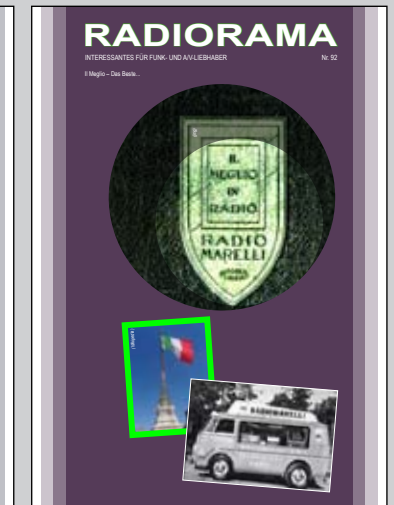 RADIORAMA
INTERESSANTES FÜR FUNK- UND A/V-LIEBHABER Nr. 92
Il Meglio – Das Beste...
IL
MEGLIO
IN
RADIO
RADIO
MARELLI
RADIOMARELLI